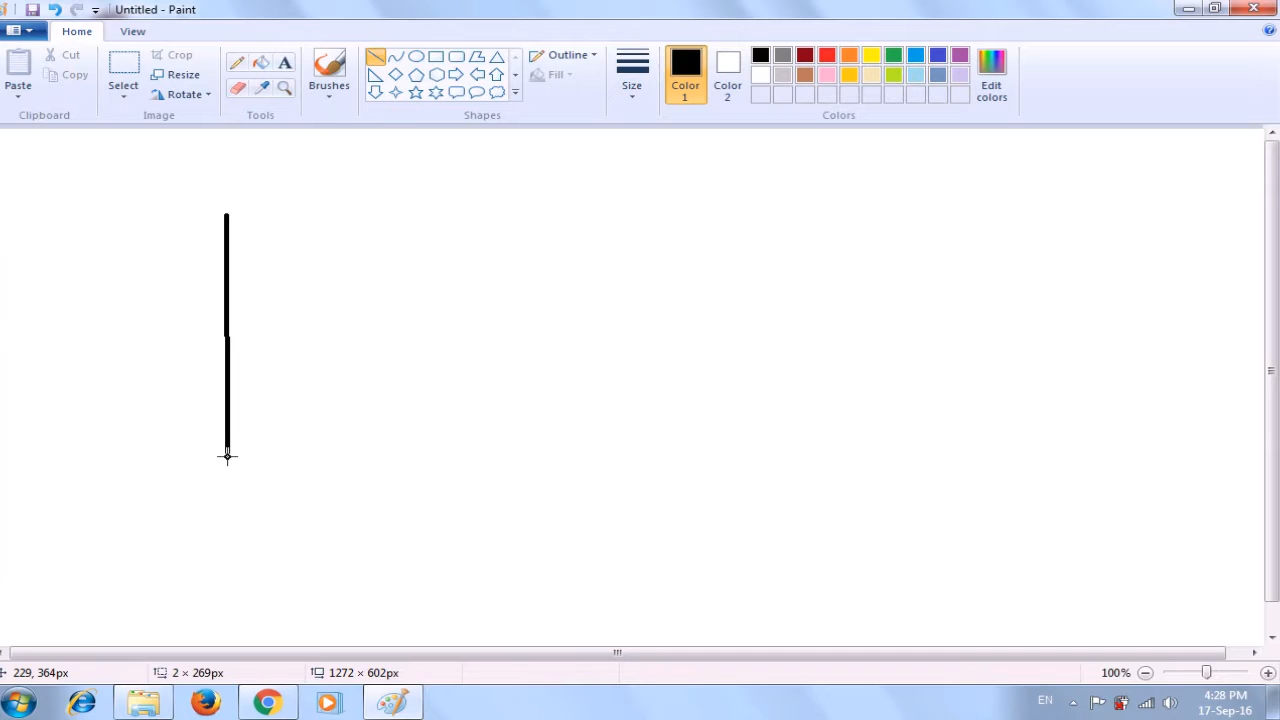 Untitled - Paint
Home View
Paste
Cut
Copy
Clipboard
Select
Crop
Resize
Rotate
Image
A
Tools
Brushes
Outline
Fill
Shapes
Size
Color 1
Color 2
Edit colors
Colors
229, 364px
2 × 269px
1272 × 602px
100%
EN
4:28 PM
17-Sep-16